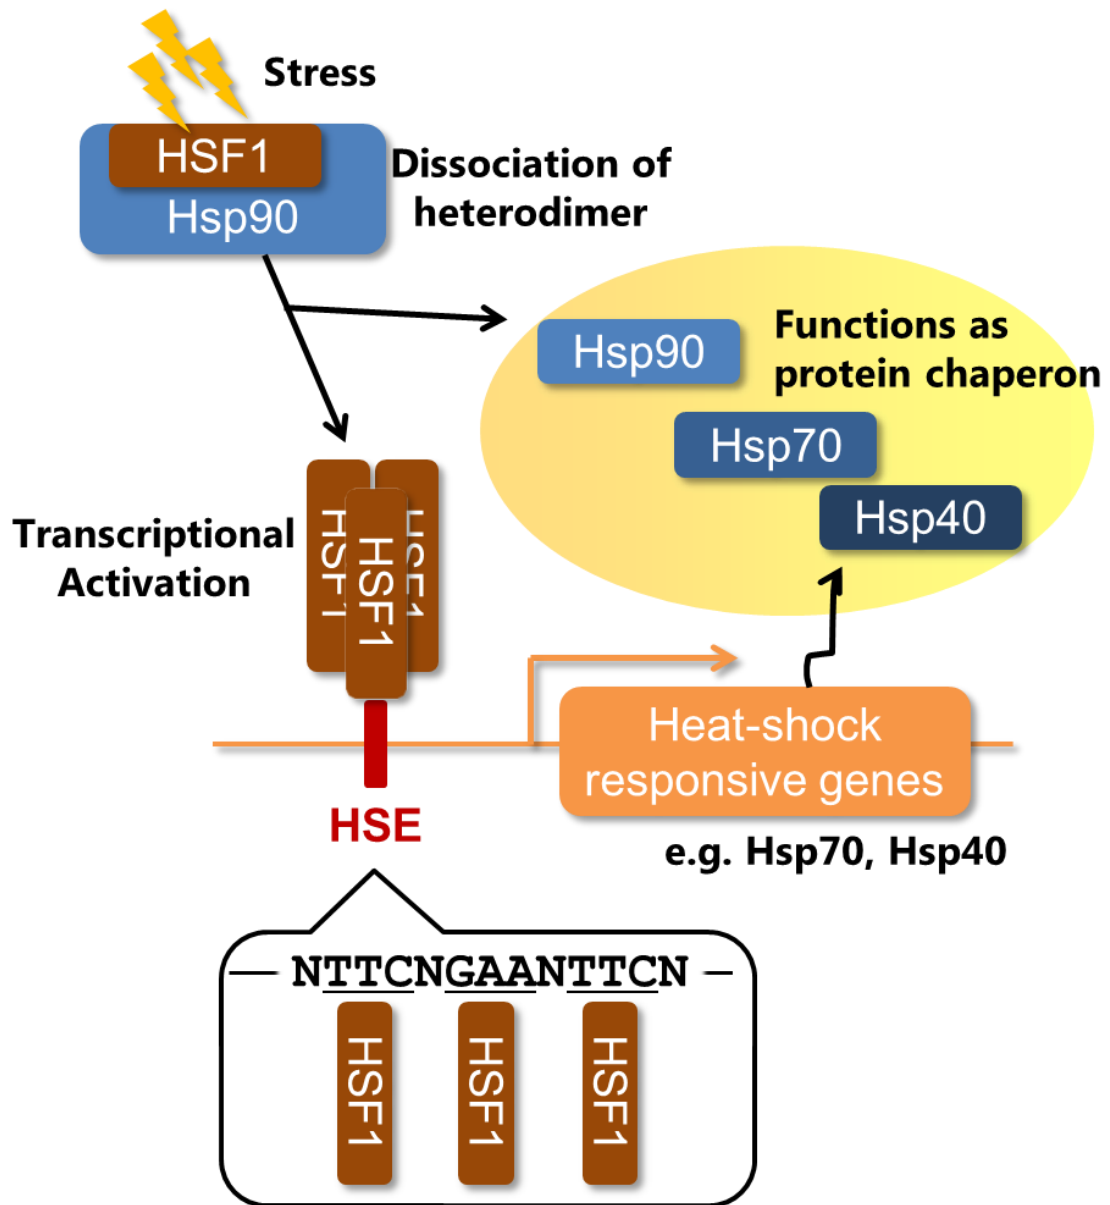 Stress
HSF1
Hsp90
Dissociation of
heterodimer
Hsp90
Functions as
protein chaperon
Hsp70
Hsp40
Transcriptional
Activation
HSF1
HSF1
HSF1
Heat-shock
responsive genes
HSE
e.g. Hsp70, Hsp40
NTTCNGAANTTCN
HSF1
HSF1
HSF1